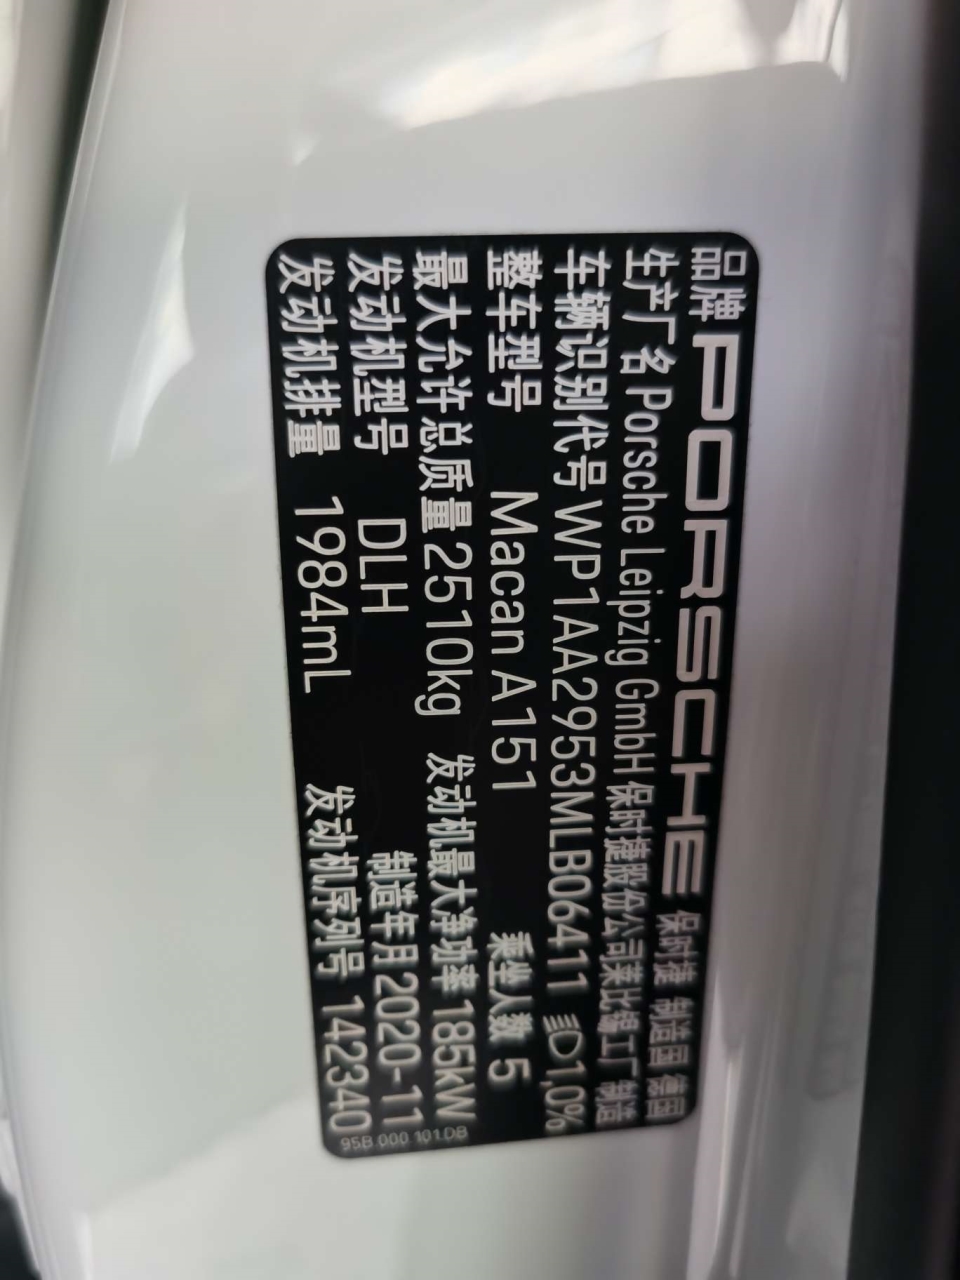 品牌 PORSCHE 保时捷 制造国 德国
生产厂名 Porsche Leipzig GmbH 保时捷股份公司莱比锡工厂制造
车辆识别代号 WP1AA2953MLB06411 1,0%
整车型号 Macan A151 乘坐人数 5
最大允许总质量 2510kg 发动机最大净功率 185kW
发动机型号 DLH 制造年月 2020-11
发动机排量 1984mL 发动机序列号 142340
95B 000 101.DB